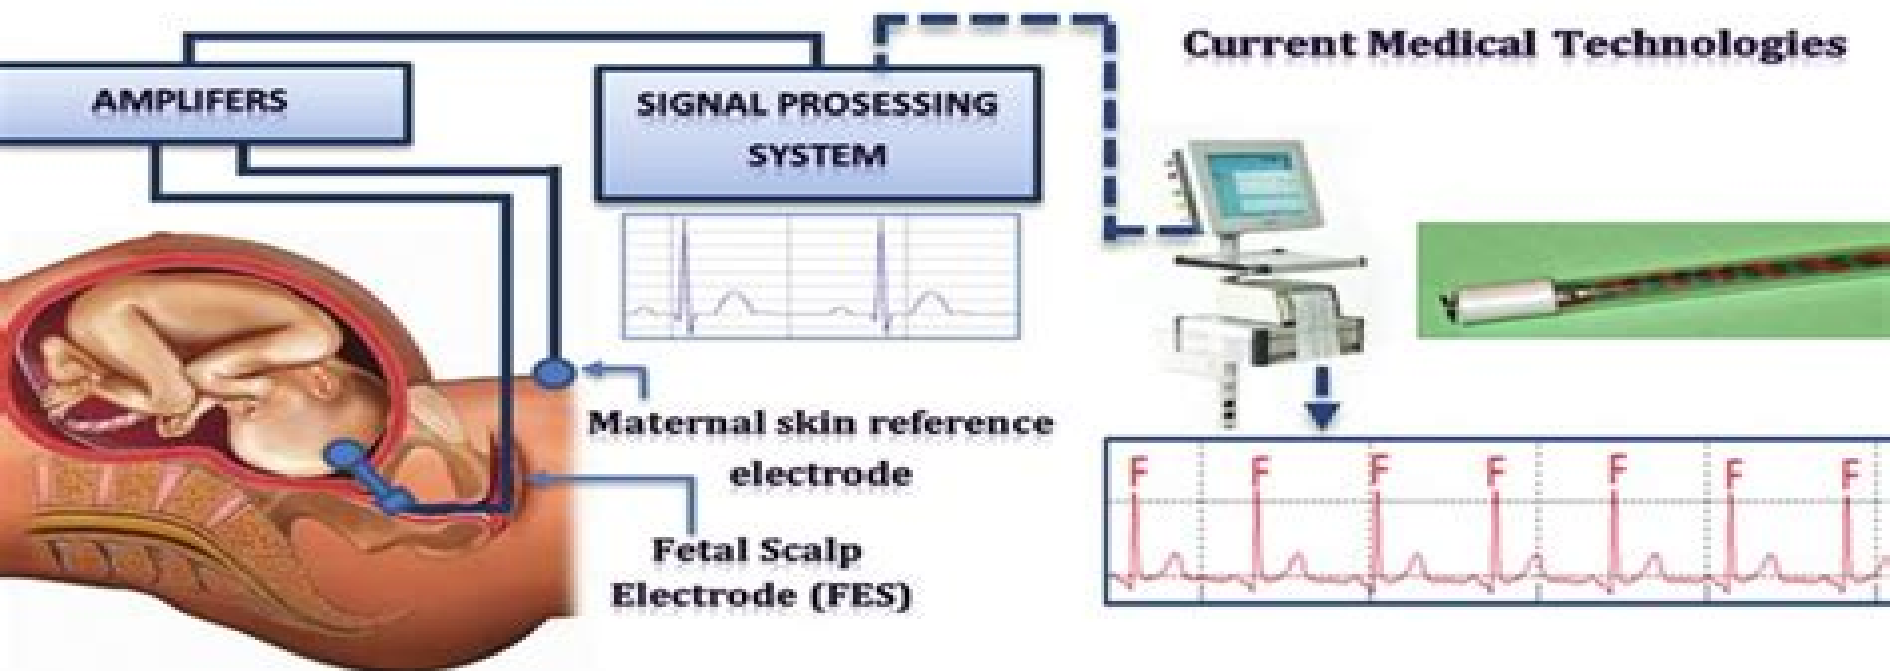 Current Medical Technologies
AMPLIFERS
SIGNAL PROSESSING
SYSTEM
Maternal skin reference
electrode
Fetal Scalp
Electrode (FES)
F F F F F F F